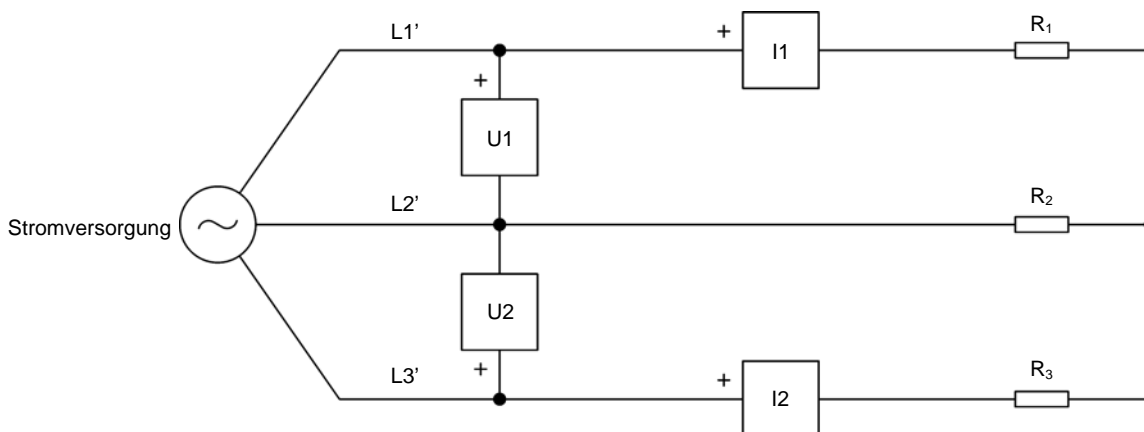 L1’
+
I1
R₁
+
U1
Stromversorgung
L2’
R₂
U2
+
L3’
+
I2
R₃